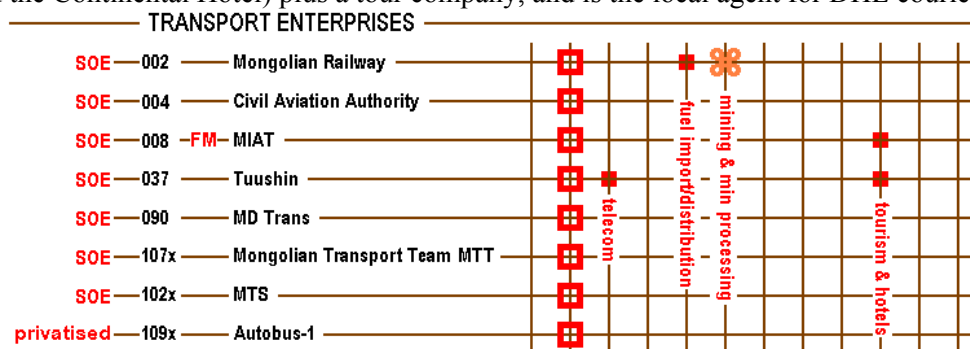 the Continental Hotel) plus a tour company, and is the local agent for DHL courie
TRANSPORT ENTERPRISES
SOE 002 Mongolian Railway
SOE 004 Civil Aviation Authority
SOE 008 FM MIAT
SOE 037 Tuushin
SOE 090 MD Trans
SOE 107x Mongolian Transport Team MTT
SOE 102x MTS
privatised 109x Autobus-1
telecom
fuel import/distribution
mining & min processing
tourism & hotels